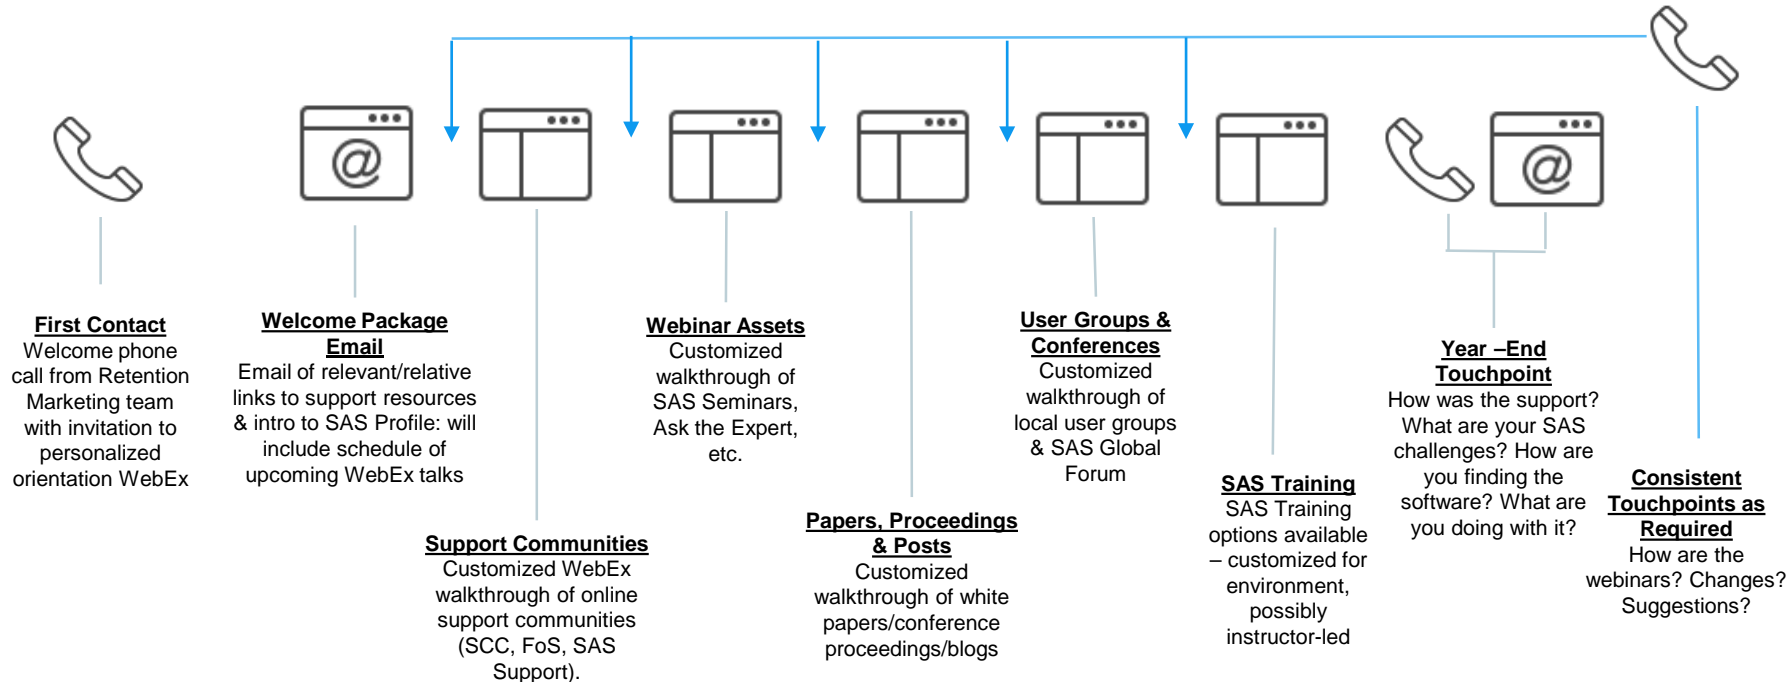 First Contact
Welcome phone
call from Retention
Marketing team
with invitation to
personalized
orientation WebEx
Welcome Package
Email
Email of relevant/relative
links to support resources
& intro to SAS Profile: will
include schedule of
upcoming WebEx talks
Support Communities
Customized WebEx
walkthrough of online
support communities
(SCC, FoS, SAS
Support).
Webinar Assets
Customized
walkthrough of
SAS Seminars,
Ask the Expert,
etc.
Papers, Proceedings
& Posts
Customized
walkthrough of white
papers/conference
proceedings/blogs
User Groups &
Conferences
Customized
walkthrough of
local user groups
& SAS Global
Forum
SAS Training
SAS Training
options available
– customized for
environment,
possibly
instructor-led
Year –End
Touchpoint
How was the support?
What are your SAS
challenges? How are
you finding the
software? What are
you doing with it?
Consistent
Touchpoints as
Required
How are the
webinars? Changes?
Suggestions?
@
@